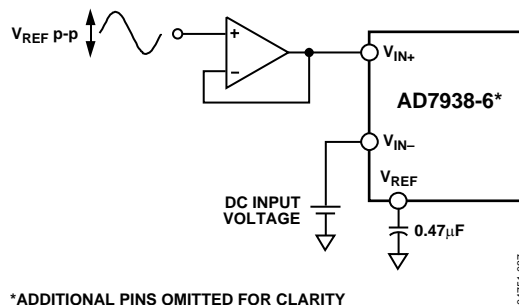 VREF p-p
+
–
VIN+
AD7938-6*
VIN–
VREF
DC INPUT
VOLTAGE
0.47µF
*ADDITIONAL PINS OMITTED FOR CLARITY